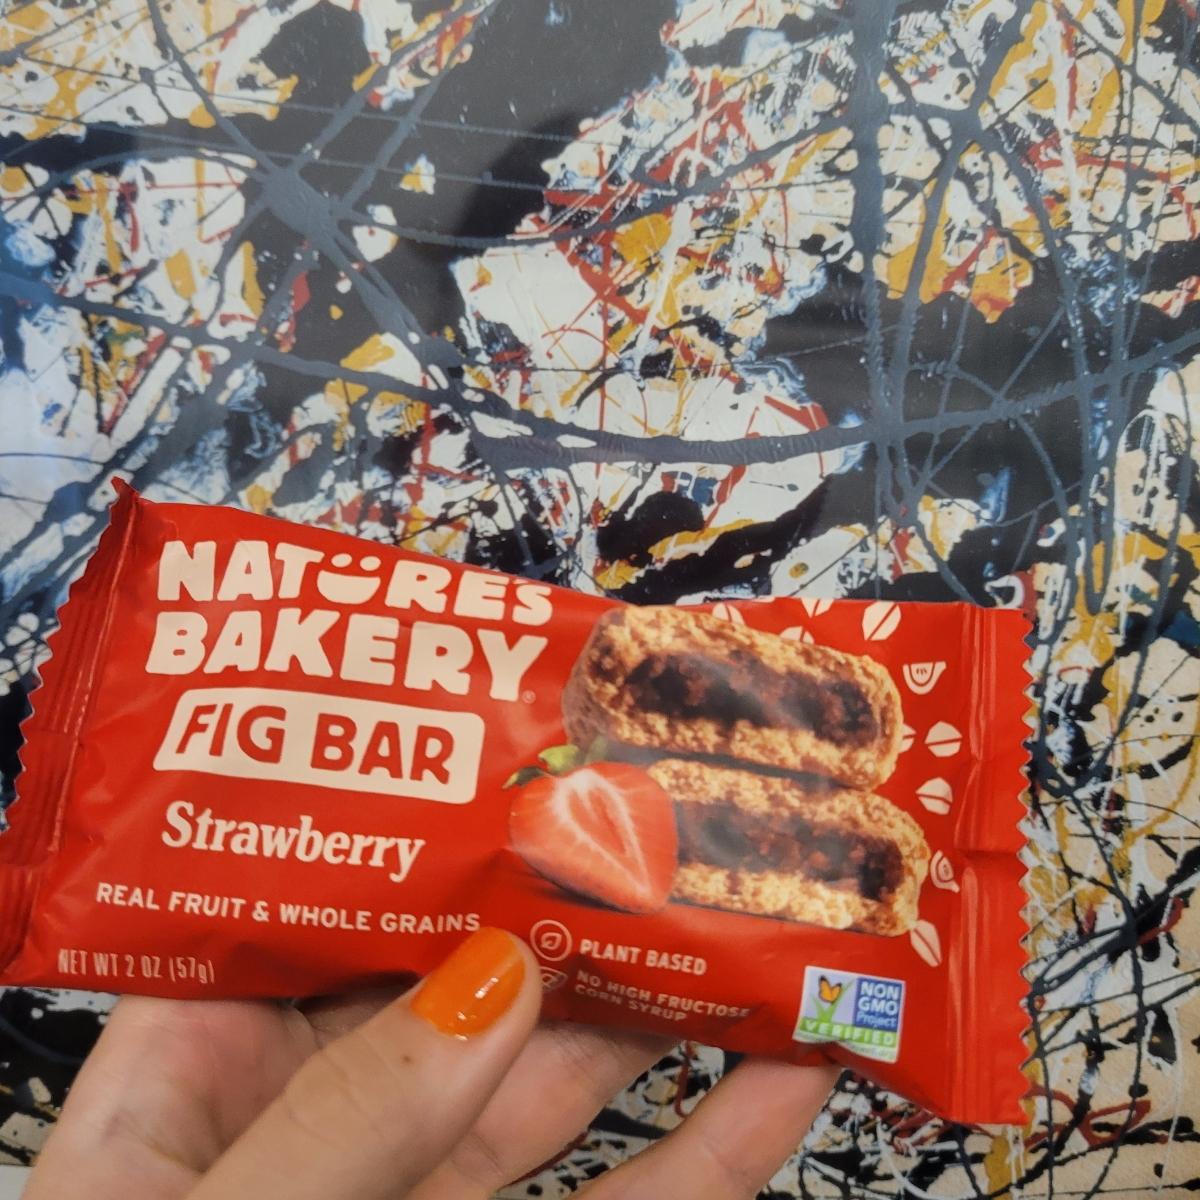 NATURE'S
BAKERY®
FIG BAR
Strawberry
REAL FRUIT & WHOLE GRAINS
NET WT 2 OZ (57g)
PLANT BASED
NO HIGH FRUCTOSE
CORN SYRUP
NON
GMO
Project
VERIFIED